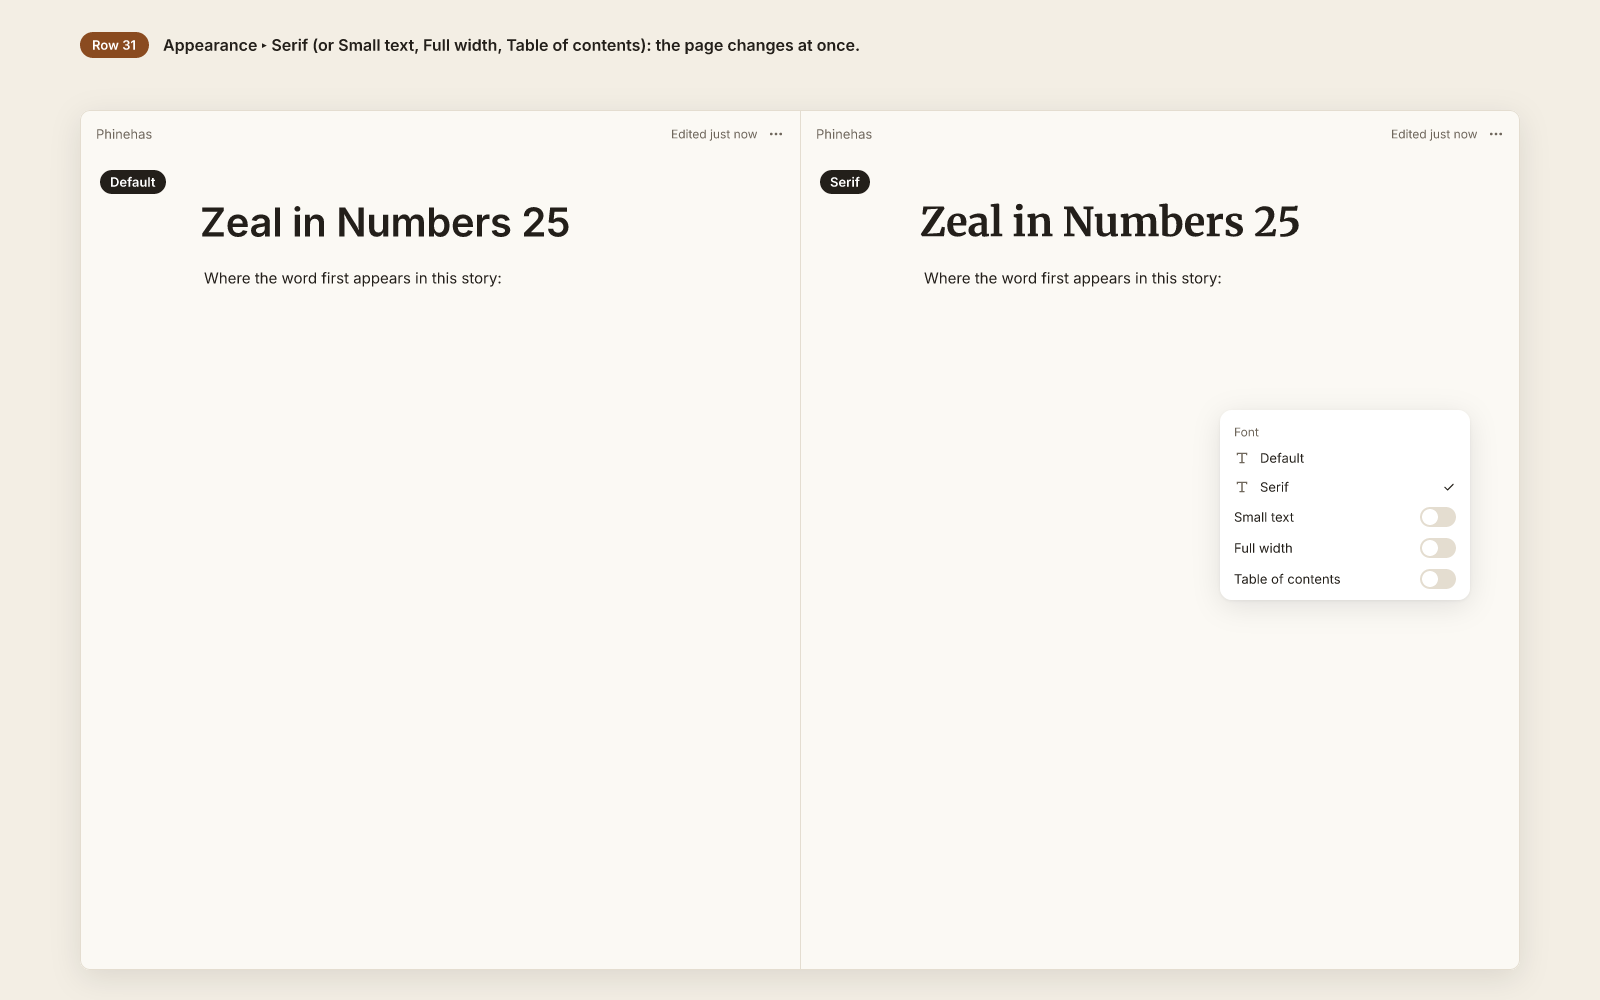 Row 31
Appearance ‣ Serif (or Small text, Full width, Table of contents): the page changes at once.
Phinehas
Edited just now
Default
Zeal in Numbers 25
Where the word first appears in this story:
Phinehas
Edited just now
Serif
Zeal in Numbers 25
Where the word first appears in this story:
Font
Default
Serif
Small text
Full width
Table of contents